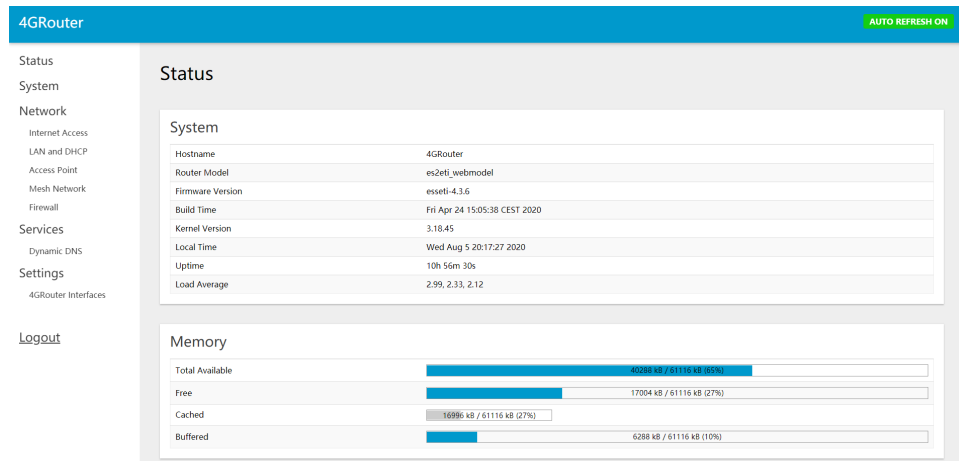 4GRouter
AUTO REFRESH ON
Status
System
Network
Internet Access
LAN and DHCP
Access Point
Mesh Network
Firewall
Services
Dynamic DNS
Settings
4GRouter Interfaces
Logout
Status
System
Hostname 4GRouter
Router Model es2eti_webmodel
Firmware Version esseti-4.3.6
Build Time Fri Apr 24 15:05:38 CEST 2020
Kernel Version 3.18.45
Local Time Wed Aug 5 20:17:27 2020
Uptime 10h 56m 30s
Load Average 2.99, 2.33, 2.12
Memory
Total Available 40288 kB / 61116 kB (65%)
Free 17004 kB / 61116 kB (27%)
Cached 16996 kB / 61116 kB (27%)
Buffered 6288 kB / 61116 kB (10%)